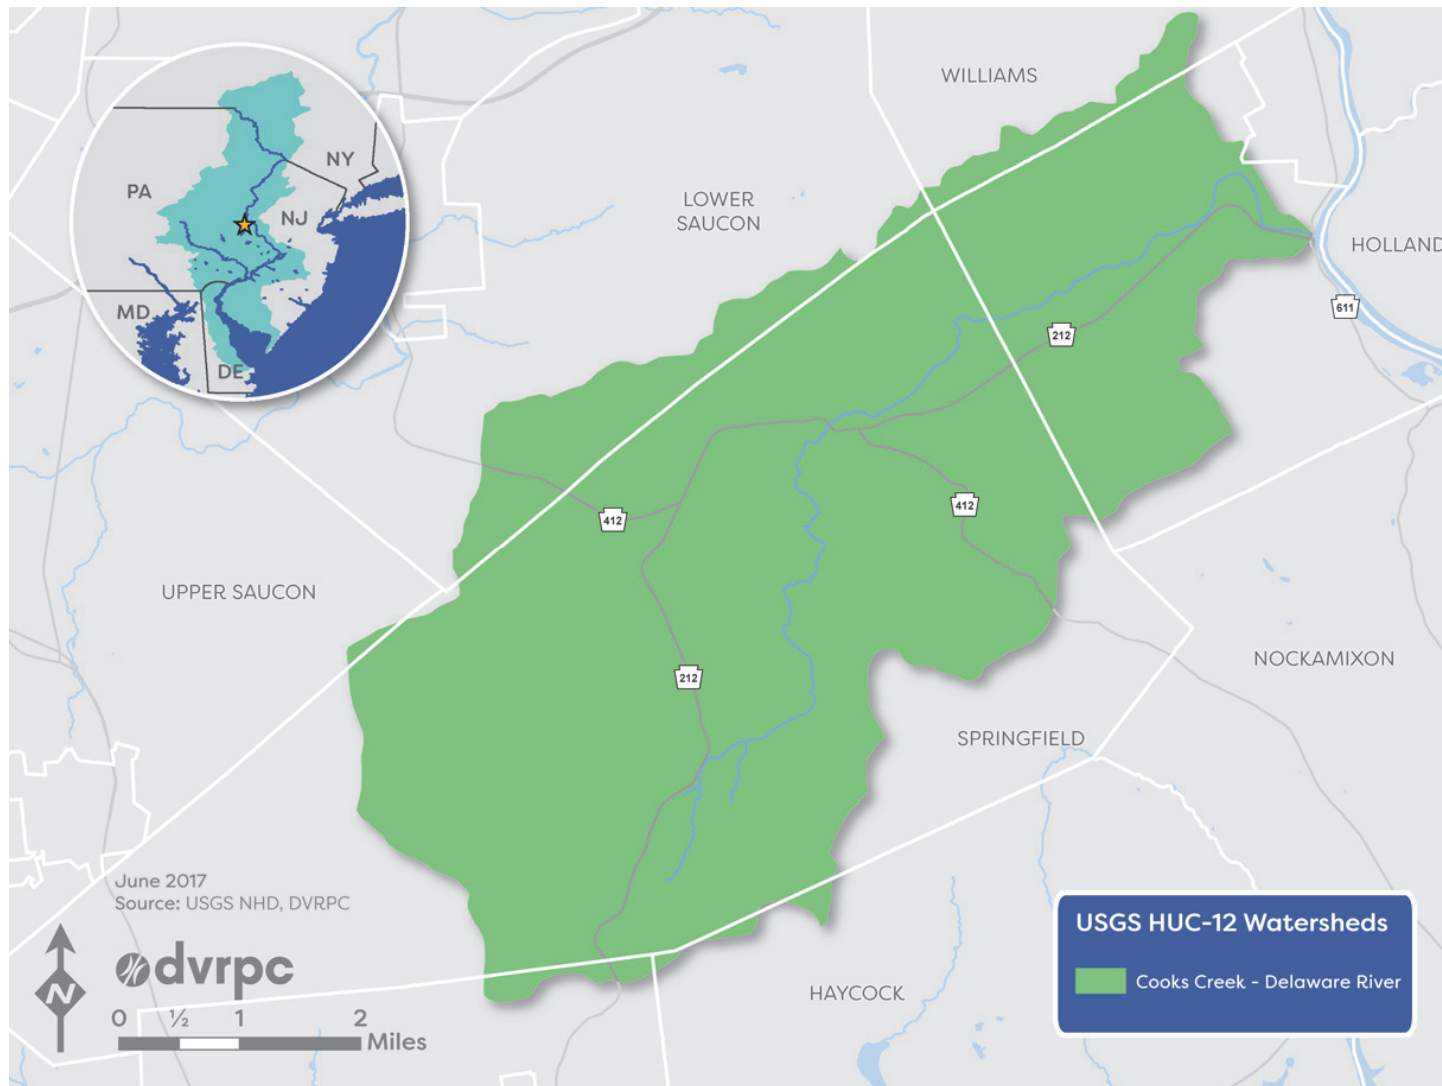 WILLIAMS
NY
PA
LOWER
SAUCON
NJ
HOLLAND
MD
611
212
DE
412
412
UPPER SAUCON
NOCKAMIXON
212
SPRINGFIELD
June 2017
Source: USGS NHD, DVRPC
USGS HUC-12 Watersheds
Cooks Creek - Delaware River
N
dvrpc
HAYCOCK
0 ½ 1 2
Miles